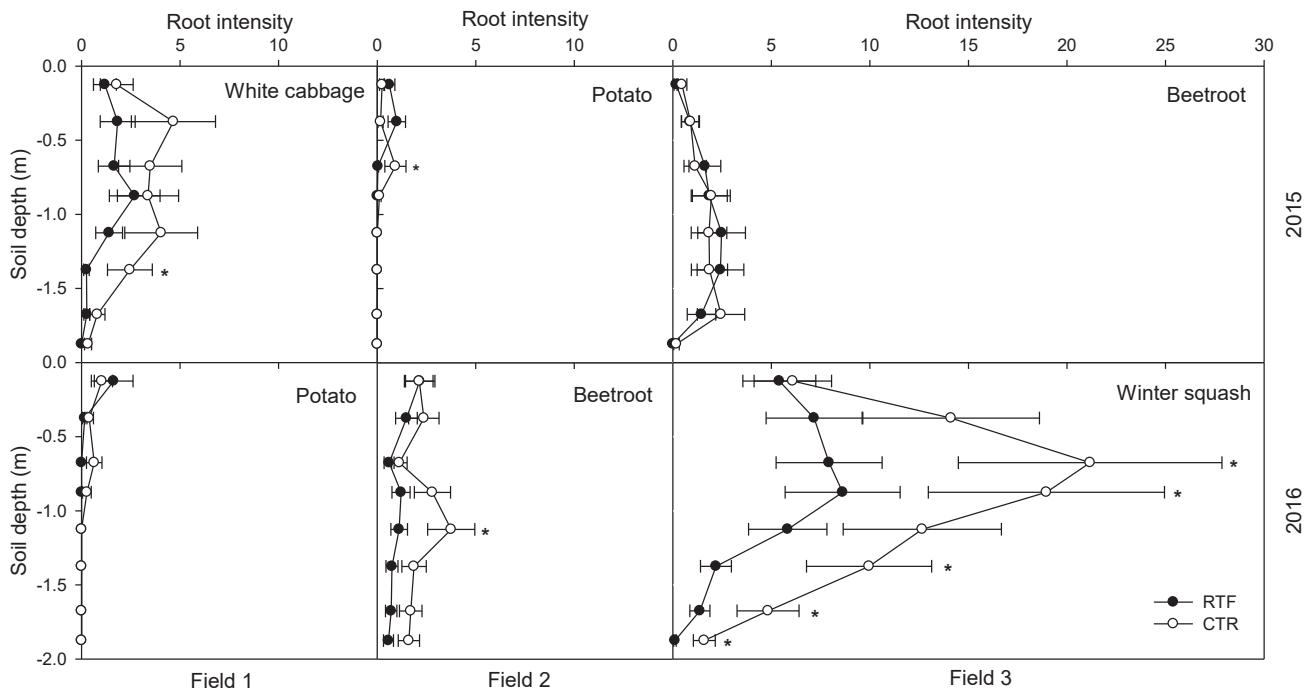 Root intensity Root intensity Root intensity
0 5 10 0 5 10 0 5 10 15 20 25 30
0.0
White cabbage Potato Beetroot
-0.5
*
*
-1.0
-1.5
Soil depth (m)
2015
0.0
Potato Beetroot Winter squash
-0.5
*
*
-1.0
*
*
-1.5
*
*
-2.0
Soil depth (m)
2016
RTF
CTR
Field 1 Field 2 Field 3